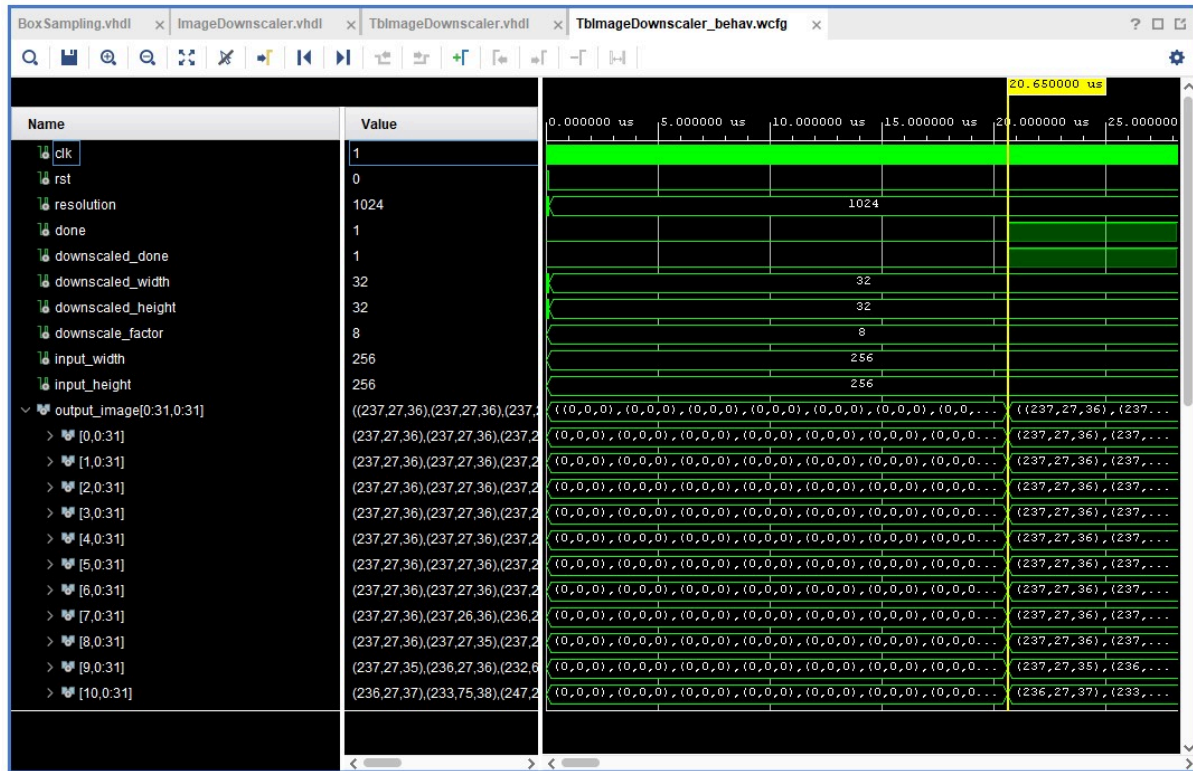 BoxSampling.vhdl × ImageDownscaler.vhdl × TbImageDownscaler.vhdl × TbImageDownscaler_behav.wcfg × ?
20.650000 us
Name Value 0.000000 us 5.000000 us 10.000000 us 15.000000 us 20.000000 us 25.000000
clk 1
rst 0
resolution 1024 1024
done 1
downscaled_done 1
downscaled_width 32 32
downscaled_height 32 32
downscale_factor 8 8
input_width 256 256
input_height 256 256
output_image[0:31,0:31] ((237,27,36),(237,27,36),(237, ((0,0,0),(0,0,0),(0,0,0),(0,0,0),(0,0,0),(0,0,0),(0,0,... ((237,27,36),(237...
[0,0:31] (237,27,36),(237,27,36),(237,2 (0,0,0),(0,0,0),(0,0,0),(0,0,0),(0,0,0),(0,0,0),(0,0,0... (237,27,36),(237,...
[1,0:31] (237,27,36),(237,27,36),(237,2 (0,0,0),(0,0,0),(0,0,0),(0,0,0),(0,0,0),(0,0,0),(0,0,0... (237,27,36),(237,...
[2,0:31] (237,27,36),(237,27,36),(237,2 (0,0,0),(0,0,0),(0,0,0),(0,0,0),(0,0,0),(0,0,0),(0,0,0... (237,27,36),(237,...
[3,0:31] (237,27,36),(237,27,36),(237,2 (0,0,0),(0,0,0),(0,0,0),(0,0,0),(0,0,0),(0,0,0),(0,0,0... (237,27,36),(237,...
[4,0:31] (237,27,36),(237,27,36),(237,2 (0,0,0),(0,0,0),(0,0,0),(0,0,0),(0,0,0),(0,0,0),(0,0,0... (237,27,36),(237,...
[5,0:31] (237,27,36),(237,27,36),(237,2 (0,0,0),(0,0,0),(0,0,0),(0,0,0),(0,0,0),(0,0,0),(0,0,0... (237,27,36),(237,...
[6,0:31] (237,27,36),(237,27,36),(237,2 (0,0,0),(0,0,0),(0,0,0),(0,0,0),(0,0,0),(0,0,0),(0,0,0... (237,27,36),(237,...
[7,0:31] (237,27,36),(237,26,36),(236,2 (0,0,0),(0,0,0),(0,0,0),(0,0,0),(0,0,0),(0,0,0),(0,0,0... (237,27,36),(237,...
[8,0:31] (237,27,36),(237,27,35),(237,2 (0,0,0),(0,0,0),(0,0,0),(0,0,0),(0,0,0),(0,0,0),(0,0,0... (237,27,36),(237,...
[9,0:31] (237,27,35),(236,27,36),(232,6 (0,0,0),(0,0,0),(0,0,0),(0,0,0),(0,0,0),(0,0,0),(0,0,0... (237,27,35),(236,...
[10,0:31] (236,27,37),(233,75,38),(247,2 (0,0,0),(0,0,0),(0,0,0),(0,0,0),(0,0,0),(0,0,0),(0,0,0... (236,27,37),(233,...